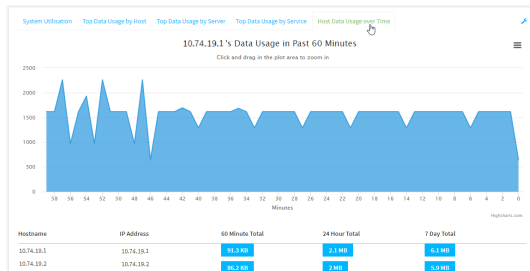 System Utilisation Top Data Usage by Host Top Data Usage by Server Top Data Usage by Service Host Data Usage over Time
10.74.19.1 's Data Usage in Past 60 Minutes
Click and drag in the plot area to zoom in
2500
2000
1500
1000
500
0
58 56 54 52 50 48 46 44 42 40 38 36 34 32 30 28 26 24 22 20 18 16 14 12 10 8 6 4 2 0
Minutes
Highcharts.com
Hostname IP Address 60 Minute Total 24 Hour Total 7 Day Total
10.74.19.1 10.74.19.1 91.3 KB 2.1 MB 6.1 MB
10.74.19.2 10.74.19.2 86.2 KB 2 MB 5.9 MB